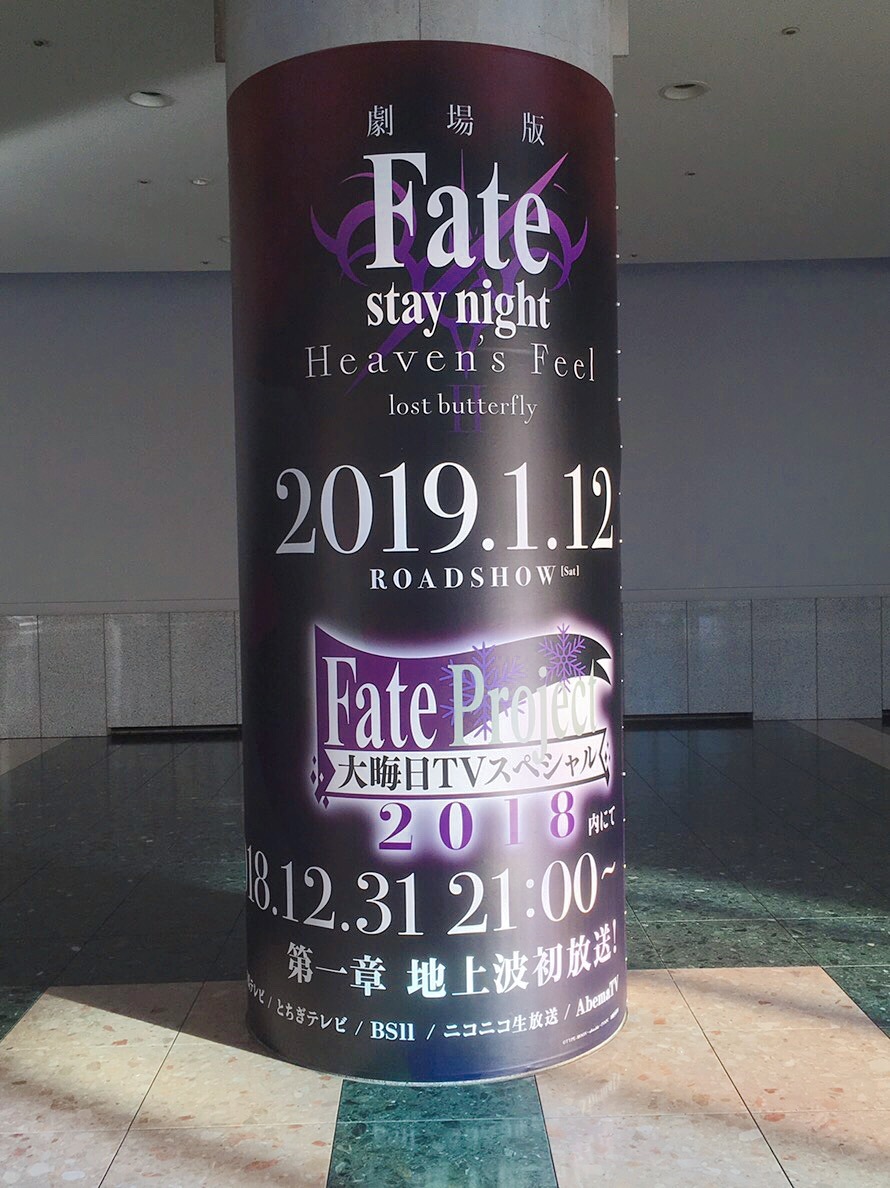 劇場版
Fate
stay night
Heaven's Feel
II
lost butterfly
2019.1.12
ROADSHOW [Sat]
Fate Project
大晦日TVスペシャル
2018 内にて
18.12.31 21:00~
第一章 地上波初放送!
テレビ / とちぎテレビ / BS11 / ニコニコ生放送 / AbemaTV